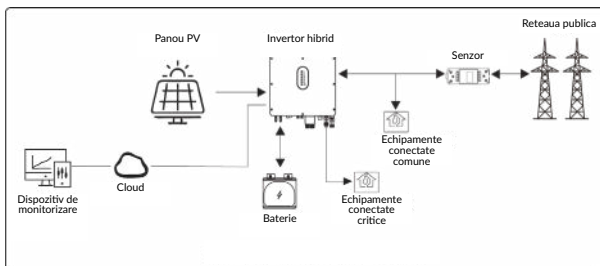 Reteaua publica
Panou PV
Invertor hibrid
Senzor
Echipamente
conectate
comune
Cloud
Dispozitiv de
monitorizare
Baterie
Echipamente
conectate
critice